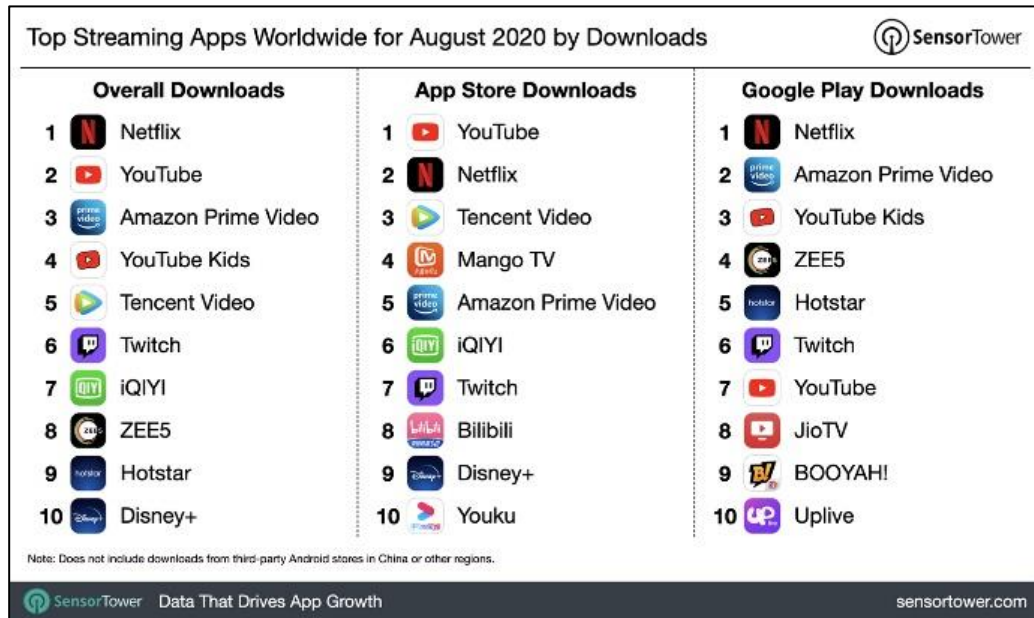 Top Streaming Apps Worldwide for August 2020 by Downloads
SensorTower
Overall Downloads
1 Netflix
2 YouTube
3 Amazon Prime Video
4 YouTube Kids
5 Tencent Video
6 Twitch
7 iQIYI
8 ZEE5
9 Hotstar
10 Disney+
App Store Downloads
1 YouTube
2 Netflix
3 Tencent Video
4 Mango TV
5 Amazon Prime Video
6 iQIYI
7 Twitch
8 Bilibili
9 Disney+
10 Youku
Google Play Downloads
1 Netflix
2 Amazon Prime Video
3 YouTube Kids
4 ZEE5
5 Hotstar
6 Twitch
7 YouTube
8 JioTV
9 BOOYAH!
10 Uplive
Note: Does not include downloads from third-party Android stores in China or other regions.
SensorTower Data That Drives App Growth
sensortower.com